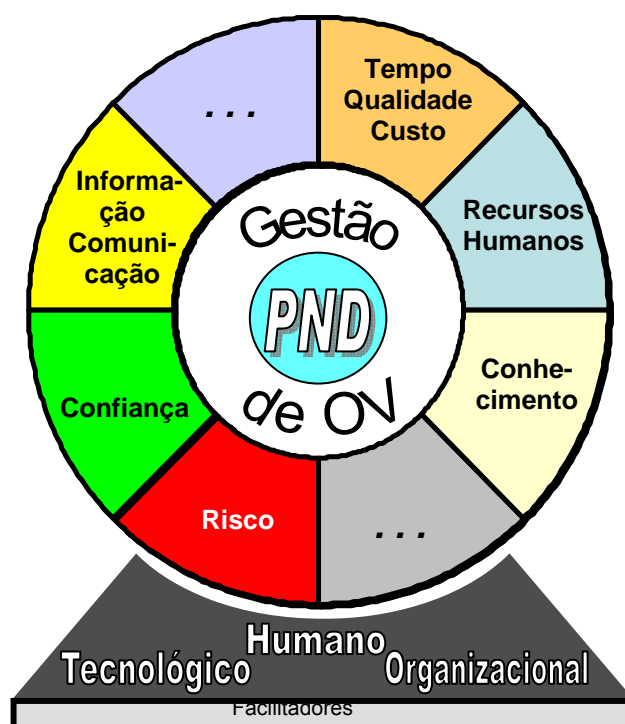 . . .
Tempo
Qualidade
Custo
Informa-
ção
Comuni-
cação
Recursos
Humanos
Gestão
PND
de OV
Confiança
Conhe-
cimento
Risco
. . .
Humano
Tecnológico
Organizacional
Facilitadores